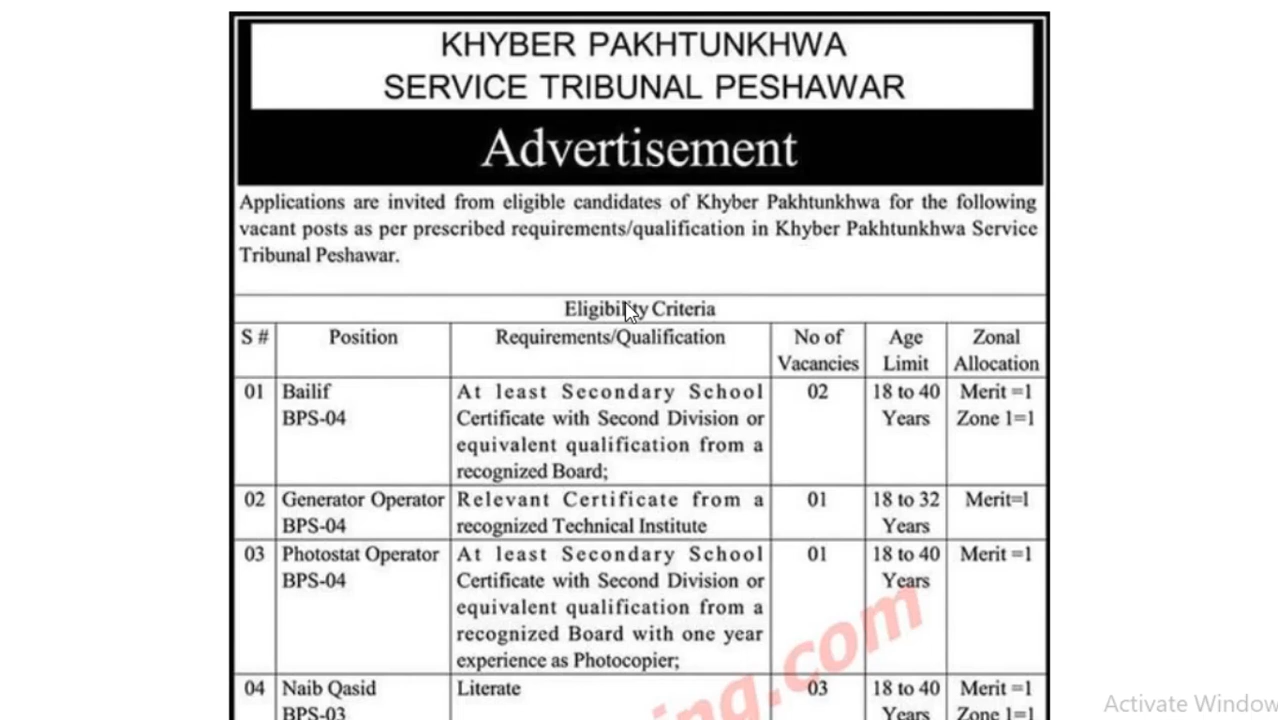 KHYBER PAKHTUNKHWA
SERVICE TRIBUNAL PESHAWAR
Advertisement
Applications are invited from eligible candidates of Khyber Pakhtunkhwa for the following
vacant posts as per prescribed requirements/qualification in Khyber Pakhtunkhwa Service
Tribunal Peshawar.
Eligibility Criteria
S # Position Requirements/Qualification No of Vacancies Age Limit Zonal Allocation
01 Bailif At least Secondary School 02 18 to 40 Merit =1
BPS-04 Certificate with Second Division or Years Zone 1=1
equivalent qualification from a
recognized Board;
02 Generator Operator Relevant Certificate from a 01 18 to 32 Merit=1
BPS-04 recognized Technical Institute Years
03 Photostat Operator At least Secondary School 01 18 to 40 Merit =1
BPS-04 Certificate with Second Division or Years
equivalent qualification from a
recognized Board with one year
experience as Photocopier;
04 Naib Qasid Literate 03 18 to 40 Merit =1
BPS-03 Years Zone 1=1
ng.com
Activate Window